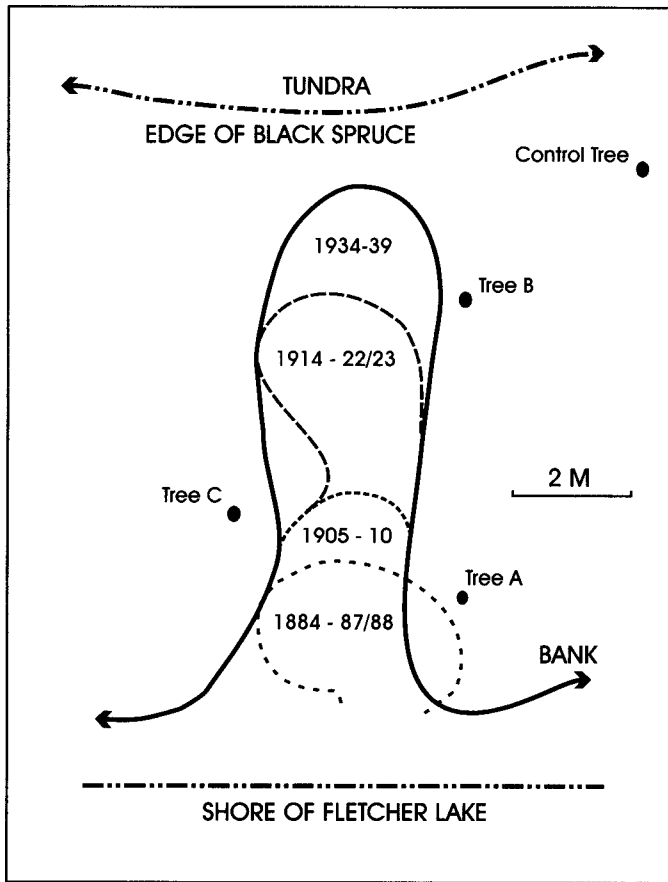 TUNDRA
EDGE OF BLACK SPRUCE
Control Tree
1934-39
Tree B
1914 - 22/23
2 M
Tree C
1905 - 10
Tree A
1884 - 87/88
BANK
SHORE OF FLETCHER LAKE